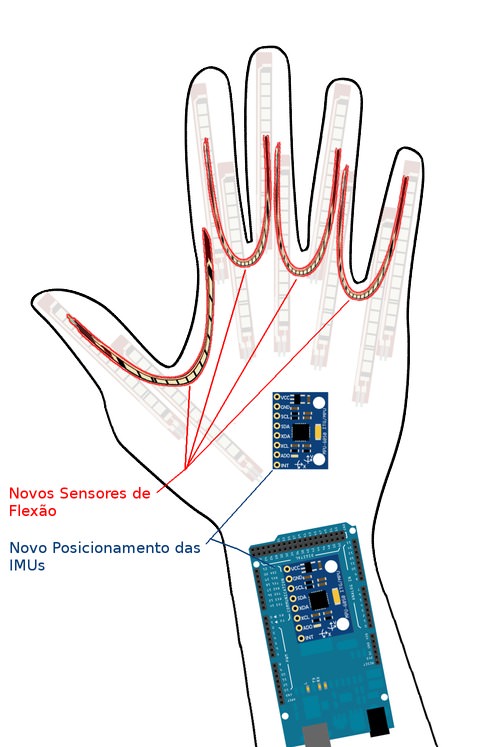 Novos Sensores de
Flexão
Novo Posicionamento das
IMUs
VCC
GND
SCL
SDA
XDA
XCL
ADO
INT
VCC
GND
SCL
SDA
XDA
XCL
ADO
INT